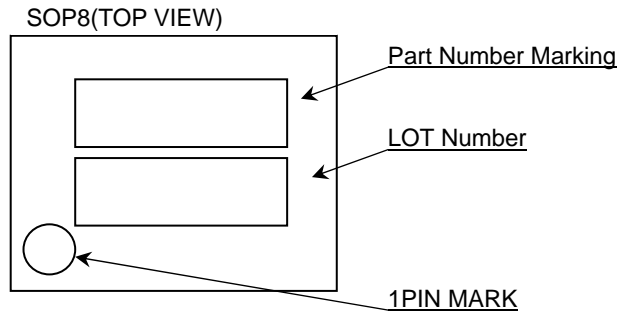 SOP8(TOP VIEW)
Part Number Marking
LOT Number
1PIN MARK